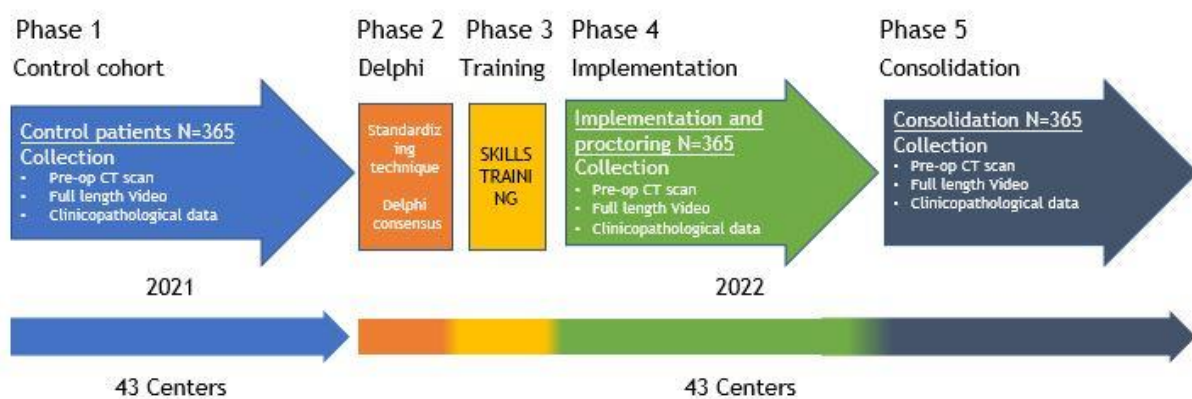 Phase 1
Control cohort
Control patients N=365
Collection
• Pre-op CT scan
• Full length Video
• Clinicopathological data
Phase 2
Delphi
Standardiz
ing
technique
Delphi
consensus
Phase 3
Training
SKILLS
TRAINI
NG
Phase 4
Implementation
Implementation and
proctoring N=365
Collection
• Pre-op CT scan
• Full length Video
• Clinicopathological data
Phase 5
Consolidation
Consolidation N=365
Collection
• Pre-op CT scan
• Full length Video
• Clinicopathological data
2021
2022
43 Centers
43 Centers